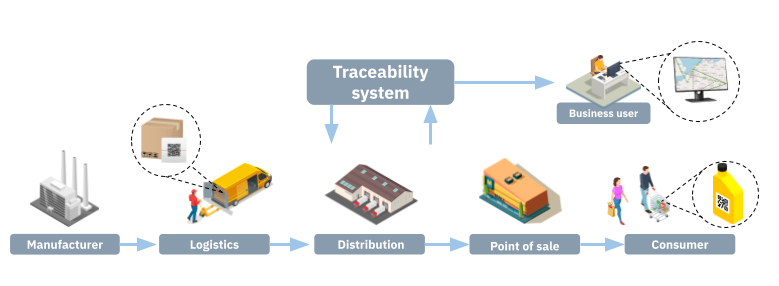 Traceability
system
Business user
Manufacturer
Logistics
Distribution
Point of sale
Consumer